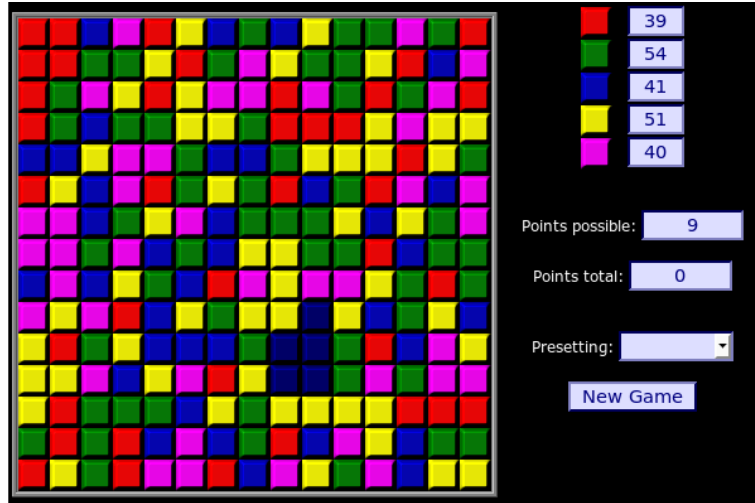 39
54
41
51
40
Points possible: 9
Points total: 0
Presetting:
New Game